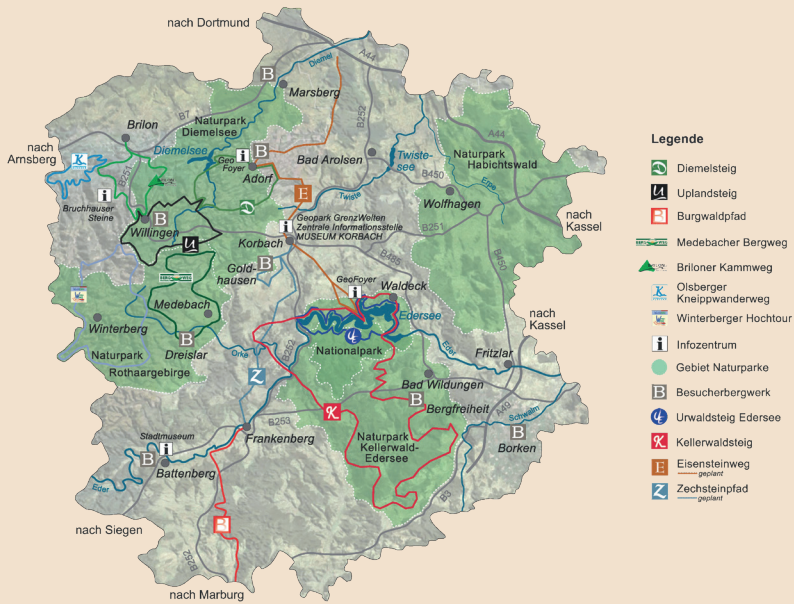 nach Dortmund
A44
Diemel
B
Marsberg
B7
B252
Naturpark
Diemelsee
nach
Arnsberg
Brilon
Diemelsee
Geo
Foyer
i
B
Adorf
Bad Arolsen
Twiste-
see
A44
Naturpark
Habichtswald
B251
i
Bruchhauser
Steine
B
Willingen
E
Twiste
B450
Wolfhagen
Erpe
U
i
Geopark GrenzWelten
Zentrale Informationsstelle
MUSEUM KORBACH
Korbach
B251
nach
Kassel
B
Gold-
hausen
B485
B450
Medebach
GeoFoyer
i
Waldeck
Edersee
nach
Kassel
Winterberg
B
Dreislar
Naturpark
Rothaargebirge
Orke
B252
Nationalpark
Eder
Fritzlar
Z
Bad Wildungen
B
Bergfreiheit
A49
K
B253
Frankenberg
Naturpark
Kellerwald-
Edersee
Schwalm
B
Borken
Stadtmuseum
i
B
Battenberg
Eder
B3
nach Siegen
B
B252
nach Marburg
Legende
Diemelsteig
Uplandsteig
Burgwaldpfad
Medebacher Bergweg
Briloner Kammweg
Olsberger
Kneippwanderweg
Winterberger Hochtour
Infozentrum
Gebiet Naturparke
Besucherbergwerk
Urwaldsteig Edersee
Kellerwaldsteig
Eisensteinweg
geplant
Zechsteinpfad
geplant